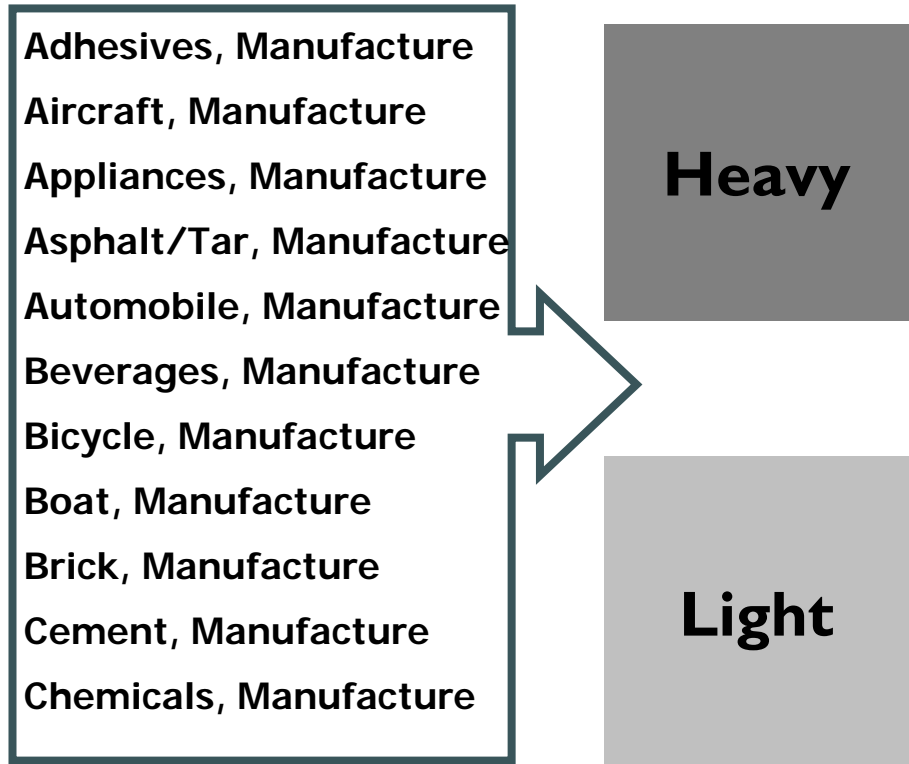 Adhesives, Manufacture
Aircraft, Manufacture
Appliances, Manufacture
Asphalt/Tar, Manufacture
Automobile, Manufacture
Beverages, Manufacture
Bicycle, Manufacture
Boat, Manufacture
Brick, Manufacture
Cement, Manufacture
Chemicals, Manufacture
Heavy
Light